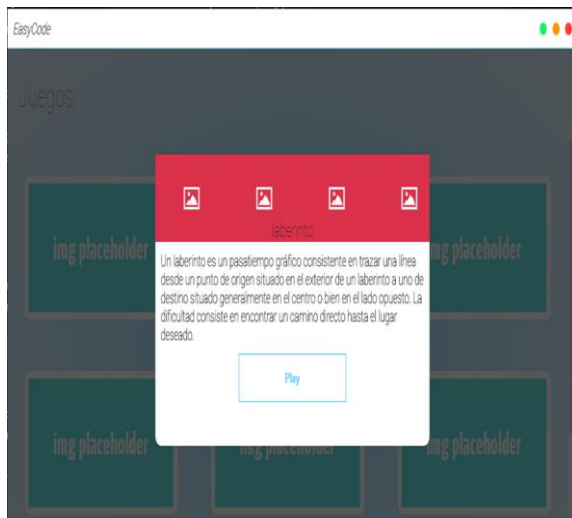 EasyCode
Juegos
laberinto
img placeholder
img placeholder
Un laberinto es un pasatiempo gráfico consistente en trazar una línea
desde un punto de origen situado en el exterior de un laberinto a uno de
destino situado generalmente en el centro o bien en el lado opuesto. La
dificultad consiste en encontrar un camino directo hasta el lugar
deseado.
Play
img placeholder
img placeholder
img placeholder